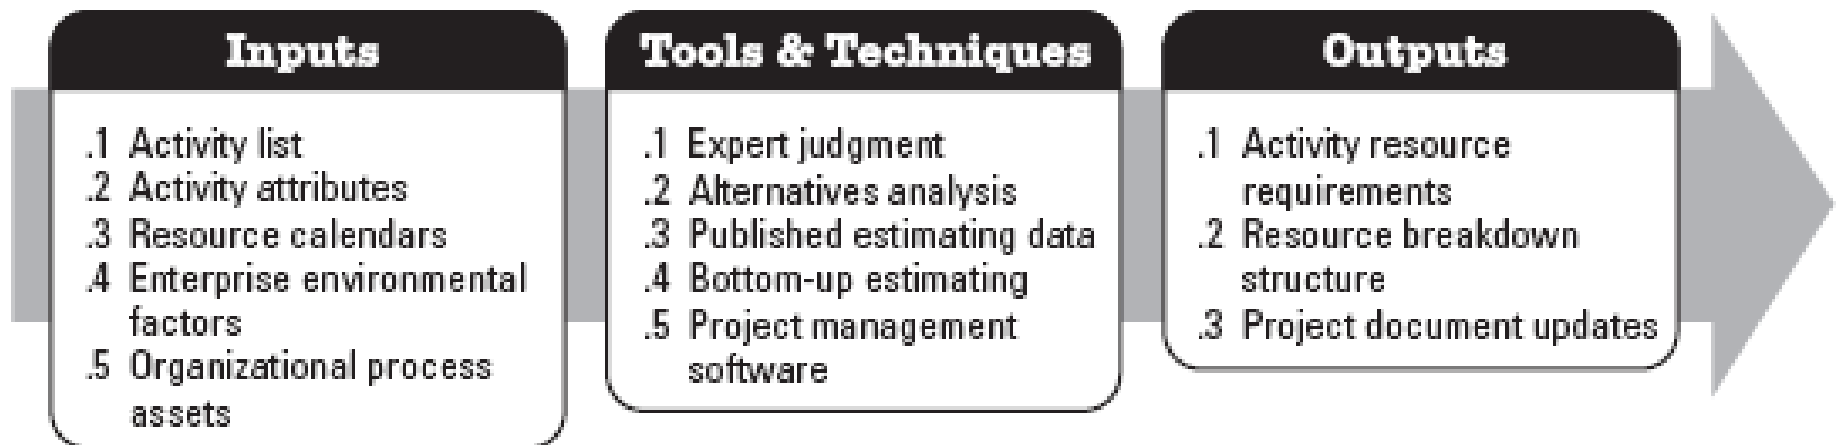 Inputs
.1 Activity list
.2 Activity attributes
.3 Resource calendars
.4 Enterprise environmental
factors
.5 Organizational process
assets
Tools & Techniques
.1 Expert judgment
.2 Alternatives analysis
.3 Published estimating data
.4 Bottom-up estimating
.5 Project management
software
Outputs
.1 Activity resource
requirements
.2 Resource breakdown
structure
.3 Project document updates